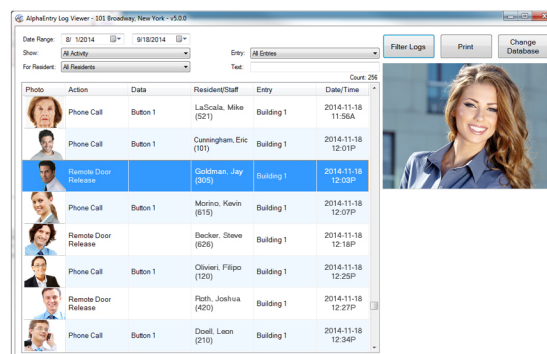 AlphaEntry Log Viewer - 101 Broadway, New York - v5.0.0
Date Range: 8/ 1/2014 9/18/2014
Show: All Activity Entry: All Entries
For Resident: All Residents Text:
Filter Logs Print Change Database
Count: 256
Photo Action Data Resident/Staff Entry Date/Time
Phone Call Button 1 LaScala, Mike (521) Building 1 2014-11-18 11:56A
Phone Call Button 1 Cunningham, Eric (101) Building 1 2014-11-18 12:01P
Remote Door Release Goldman, Jay (305) Building 1 2014-11-18 12:03P
Phone Call Button 1 Morino, Kevin (615) Building 1 2014-11-18 12:07P
Remote Door Release Becker, Steve (626) Building 1 2014-11-18 12:18P
Phone Call Button 1 Olivieri, Filipo (120) Building 1 2014-11-18 12:25P
Remote Door Release Roth, Joshua (420) Building 1 2014-11-18 12:27P
Phone Call Button 1 Doell, Leon (210) Building 1 2014-11-18 12:34P